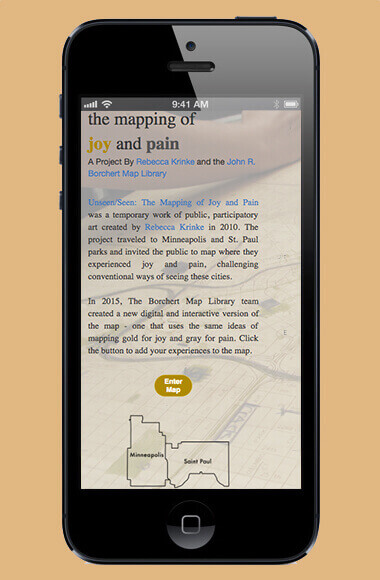 9:41 AM
the mapping of
joy and pain
A Project By Rebecca Krinke and the John R.
Borchert Map Library
Unseen/Seen: The Mapping of Joy and Pain
was a temporary work of public, participatory
art created by Rebecca Krinke in 2010. The
project traveled to Minneapolis and St. Paul
parks and invited the public to map where they
experienced joy and pain, challenging
conventional ways of seeing these cities.
In 2015, The Borchert Map Library team
created a new digital and interactive version of
the map - one that uses the same ideas of
mapping gold for joy and gray for pain. Click
the button to add your experiences to the map.
Enter
Map
Minneapolis
Saint Paul